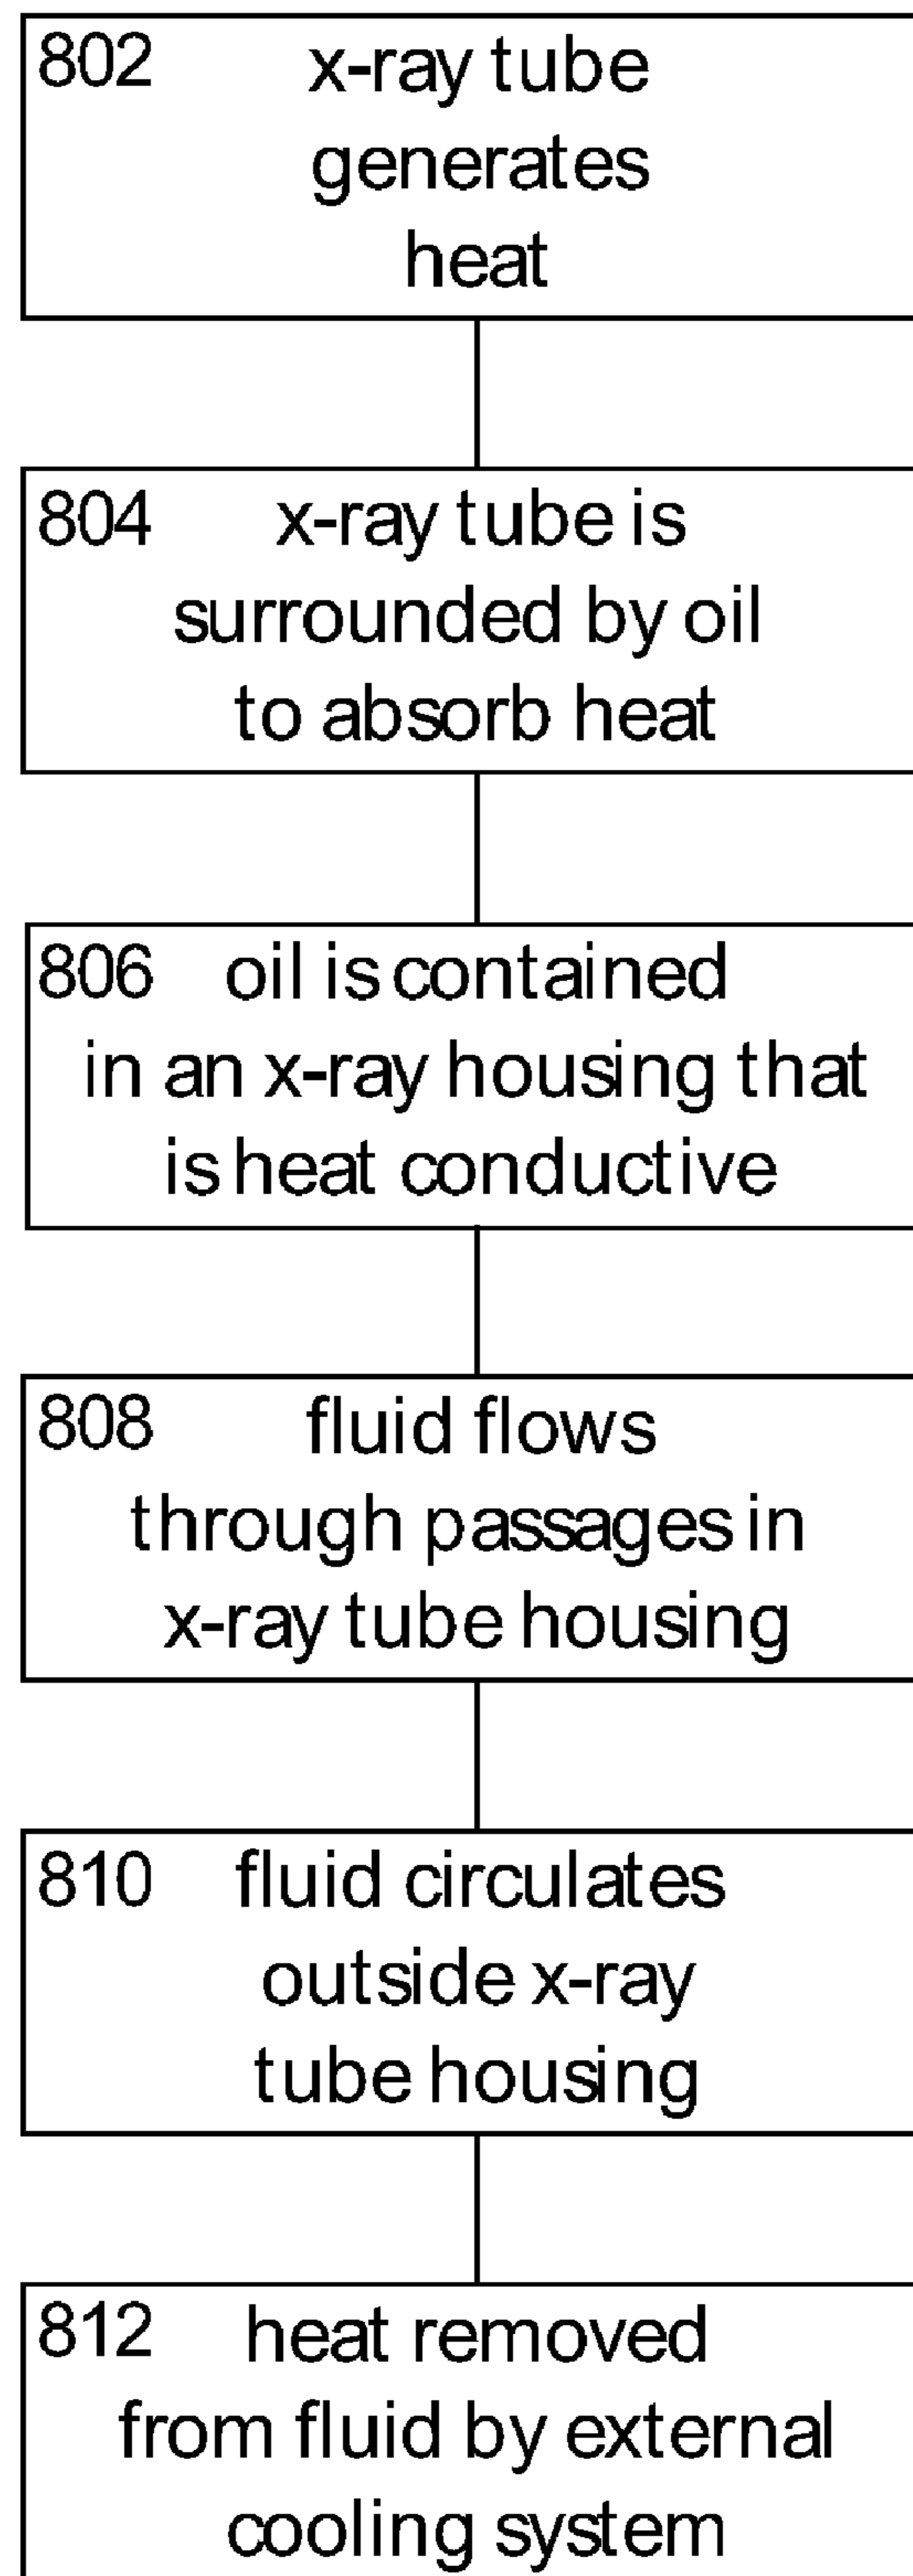 802 x-ray tube
generates
heat
804 x-ray tube is
surrounded by oil
to absorb heat
806 oil is contained
in an x-ray housing that
is heat conductive
808 fluid flows
through passages in
x-ray tube housing
810 fluid circulates
outside x-ray
tube housing
812 heat removed
from fluid by external
cooling system